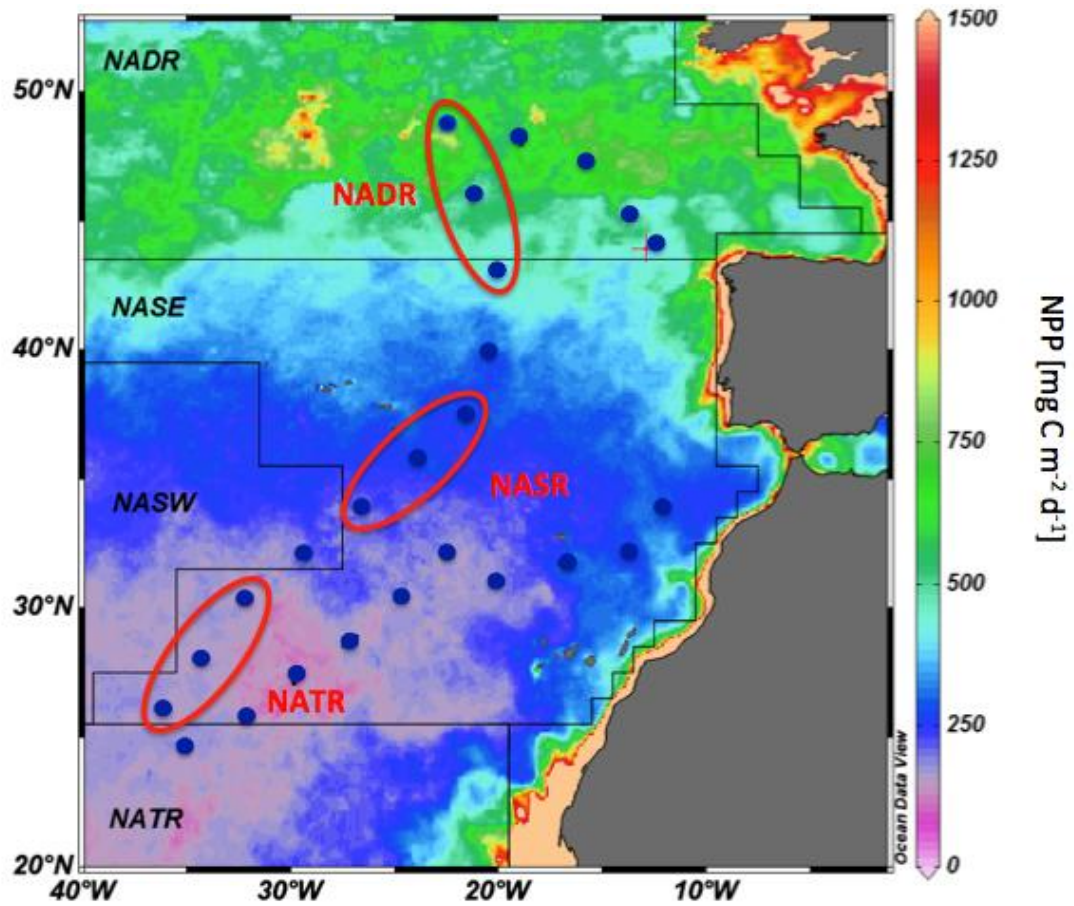 NADR
50°N
NADR
NASE
40°N
NASR
NASW
30°N
NATR
NATR
20°N
40°W 30°W 20°W 10°W
Ocean Data View
1500
1250
1000
750
500
250
0
NPP [mg C m-2 d-1]